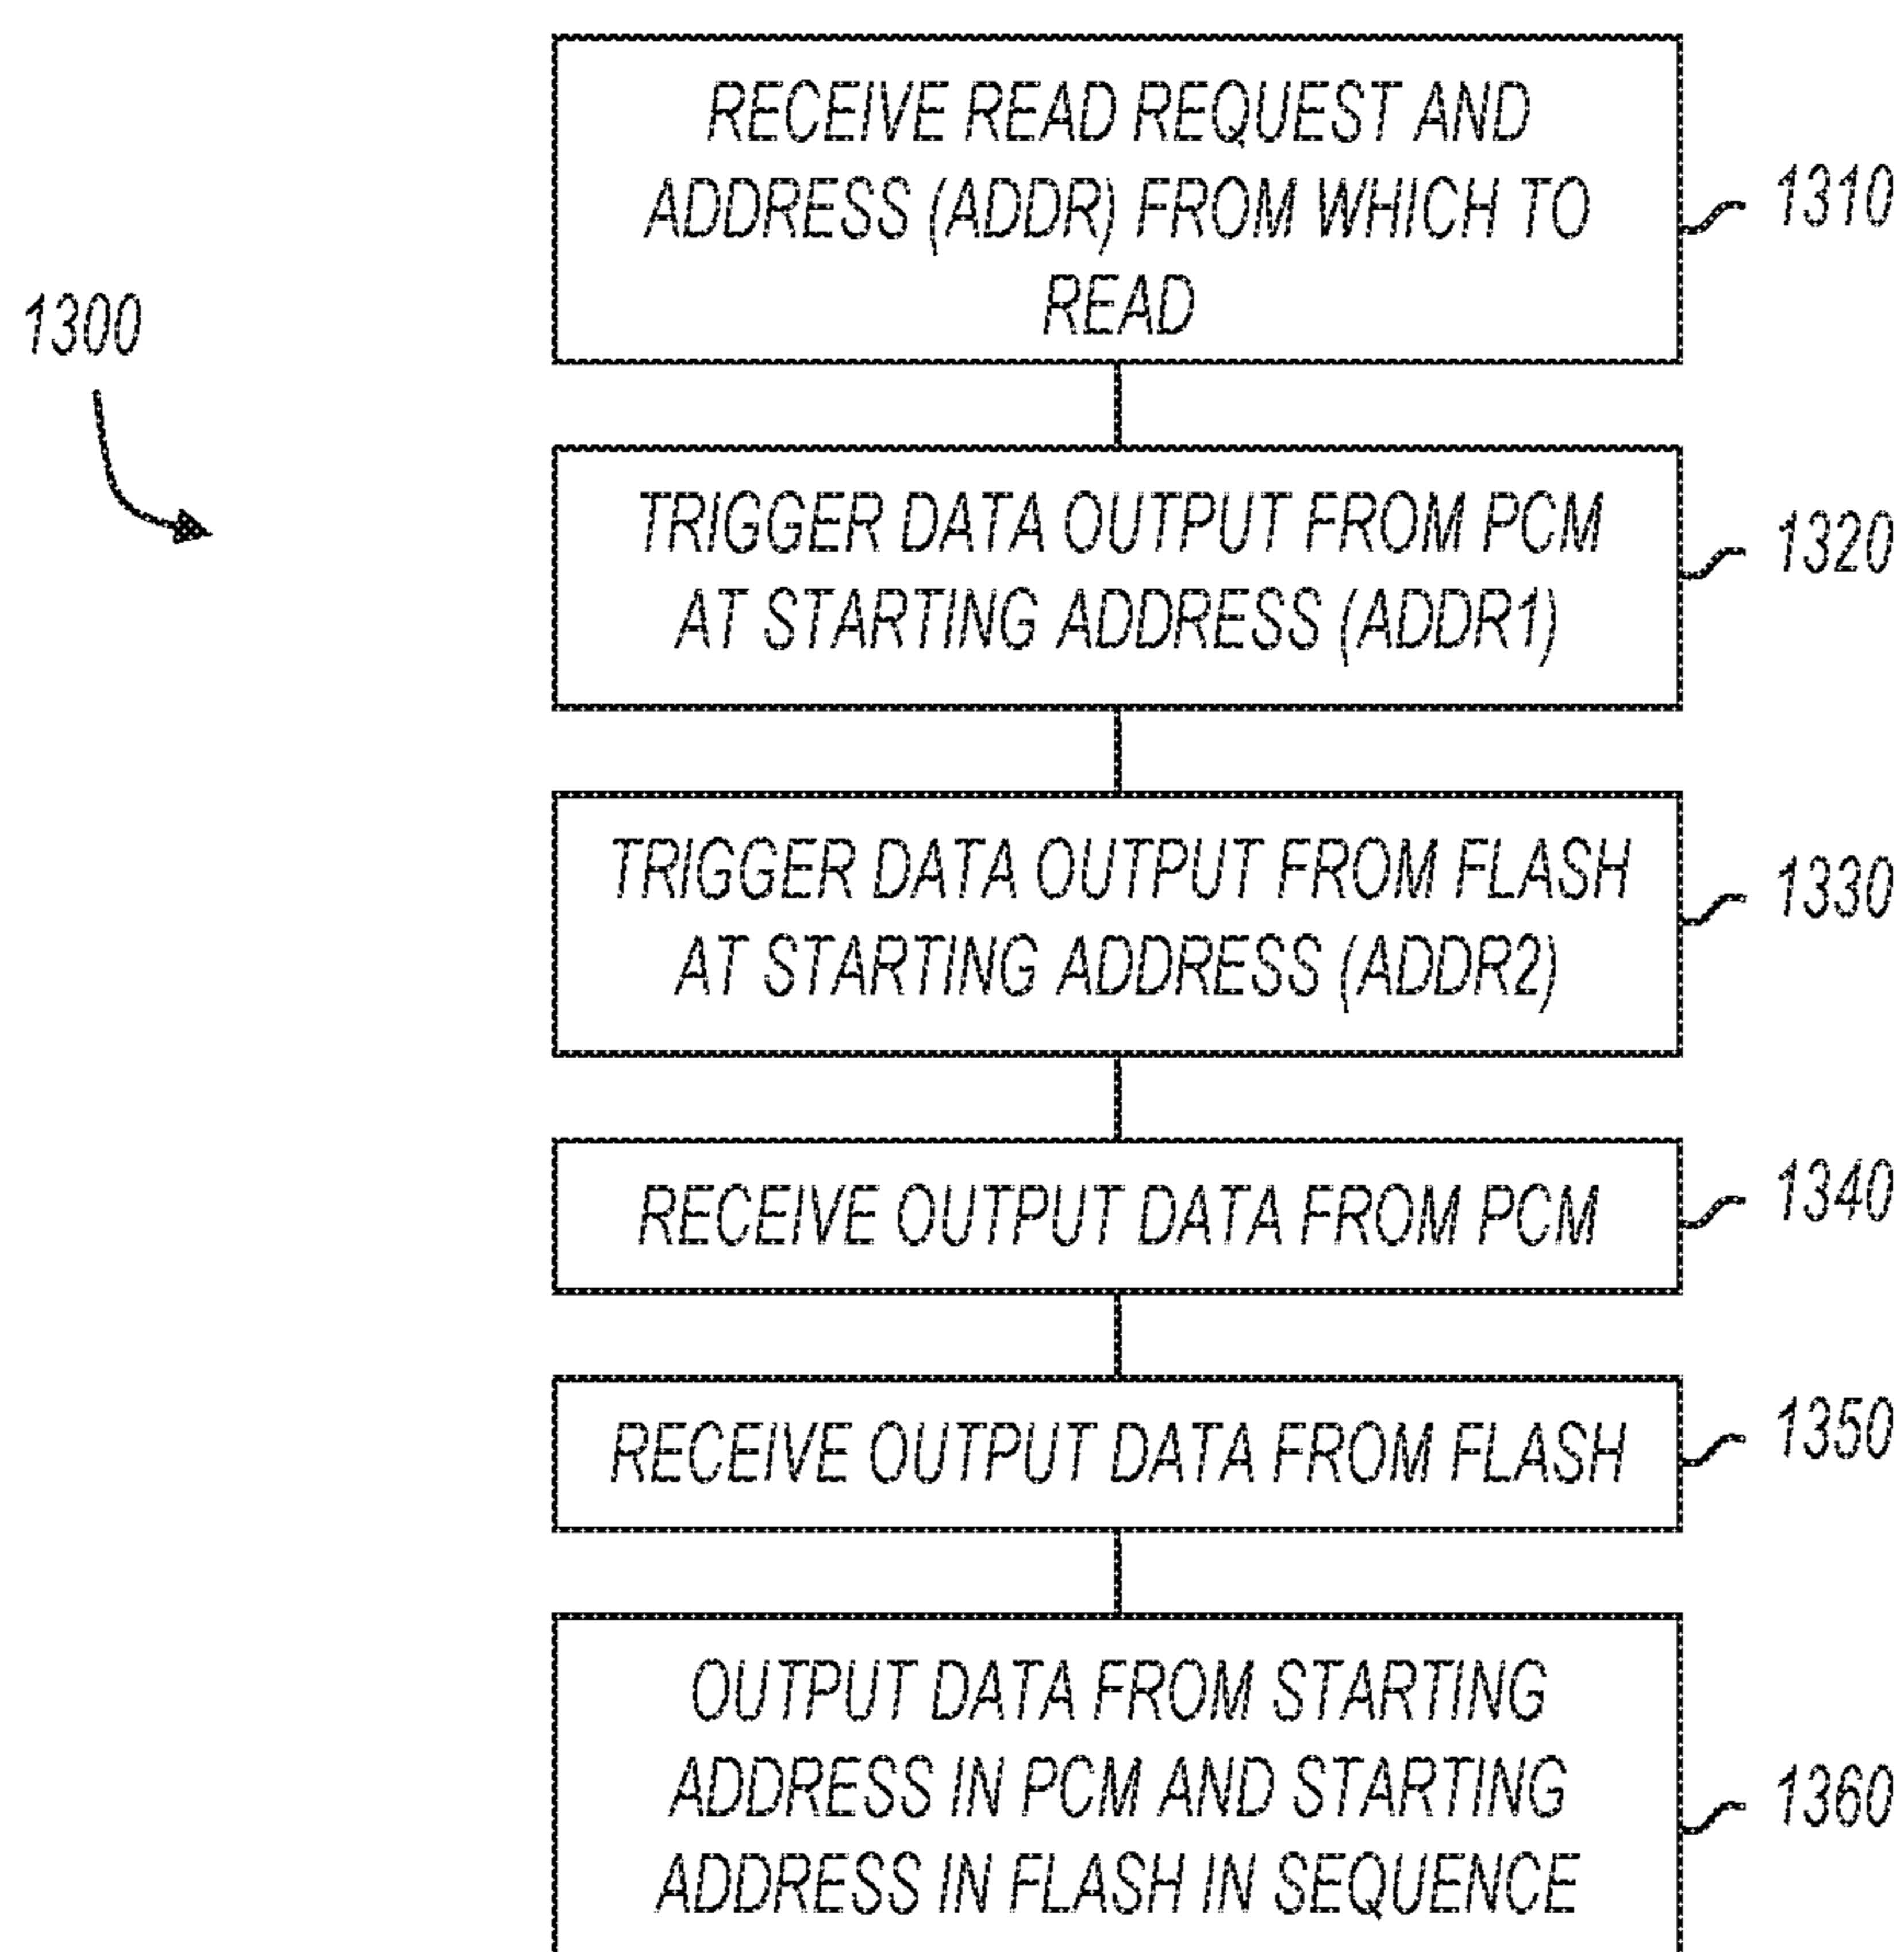 RECEIVE READ REQUEST AND
ADDRESS (ADDR) FROM WHICH TO
READ
1310
1300
TRIGGER DATA OUTPUT FROM PCM
AT STARTING ADDRESS (ADDR1)
1320
TRIGGER DATA OUTPUT FROM FLASH
AT STARTING ADDRESS (ADDR2)
1330
RECEIVE OUTPUT DATA FROM PCM
1340
RECEIVE OUTPUT DATA FROM FLASH
1350
OUTPUT DATA FROM STARTING
ADDRESS IN PCM AND STARTING
ADDRESS IN FLASH IN SEQUENCE
1360